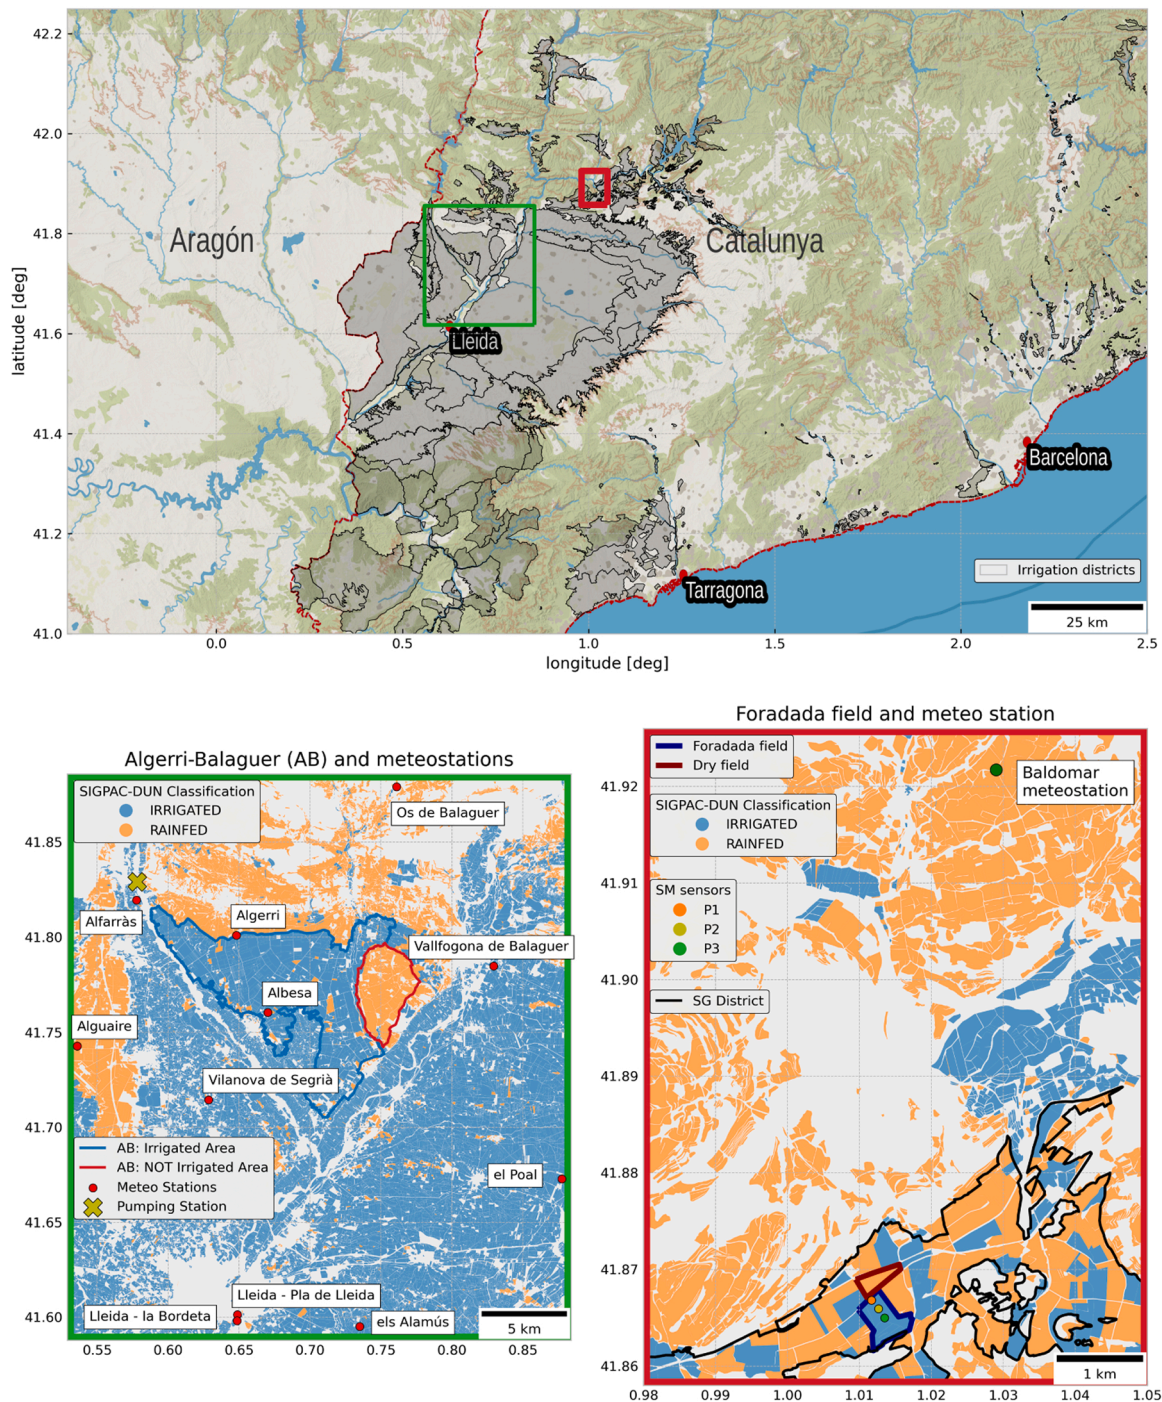 42.2
42.0
41.8
41.6
41.4
41.2
41.0
latitude [deg]
Aragón
Catalunya
Lleida
Barcelona
Tarragona
Irrigation districts
25 km
0.0
0.5
1.0
1.5
2.0
2.5
longitude [deg]
Algerri-Balaguer (AB) and meteostations
SIGPAC-DUN Classification
IRRIGATED
RAINFED
Os de Balaguer
Alfarràs
Algerri
Vallfogona de Balaguer
Albesa
Alguaire
Vilanova de Segrià
AB: Irrigated Area
AB: NOT Irrigated Area
Meteo Stations
Pumping Station
el Poal
Lleida - Pla de Lleida
Lleida - la Bordeta
els Alamús
5 km
41.85
41.80
41.75
41.70
41.65
41.60
0.55
0.60
0.65
0.70
0.75
0.80
0.85
Foradada field and meteo station
Foradada field
Dry field
SIGPAC-DUN Classification
IRRIGATED
RAINFED
SM sensors
P1
P2
P3
SG District
Baldomar
meteostation
1 km
41.92
41.91
41.90
41.89
41.88
41.87
41.86
0.98
0.99
1.00
1.01
1.02
1.03
1.04
1.05